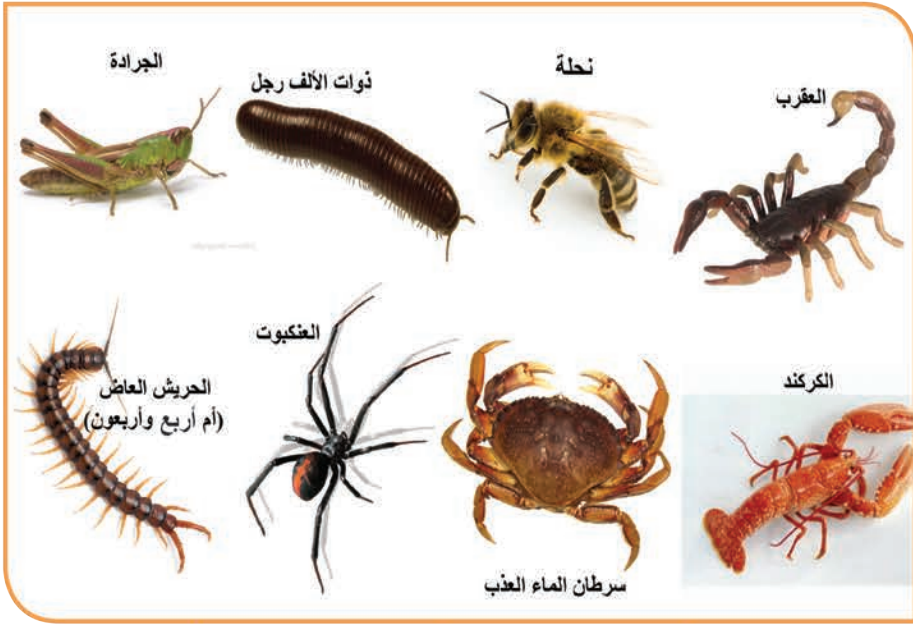 العقرب
نحلة
ذوات الألف رجل
الجرادة
الكركند
سرطان الماء العذب
العنكبوت
الحريش العاض
(أم أربع وأربعون)